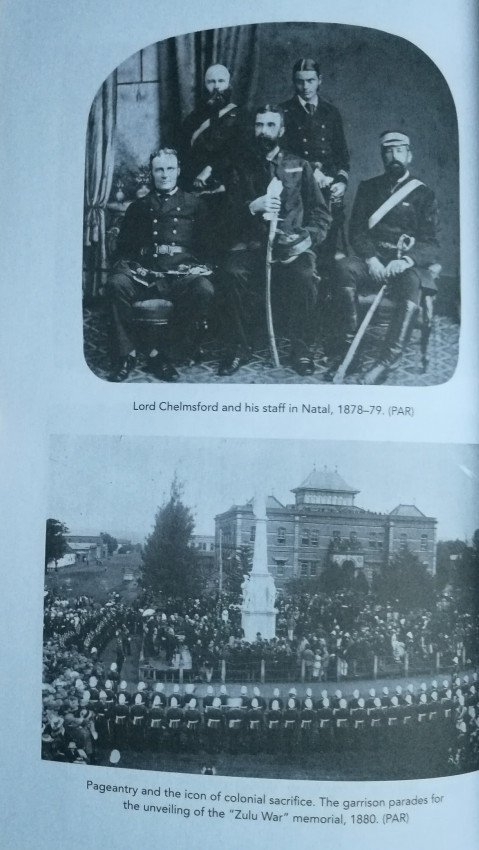 Lord Chelmsford and his staff in Natal, 1878–79. (PAR)
Pageantry and the icon of colonial sacrifice. The garrison parades for
the unveiling of the “Zulu War” memorial, 1880. (PAR)